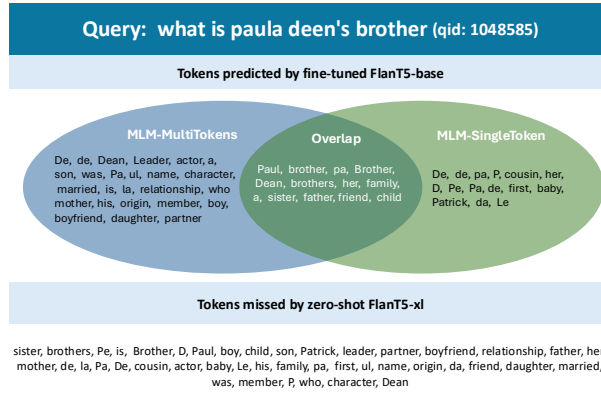 Query: what is paula deen's brother (qid: 1048585)
Tokens predicted by fine-tuned FlanT5-base
MLM-MultiTokens
De, de, Dean, Leader, actor, a,
son, was, Pa, ul, name, character,
married, is, la, relationship, who
mother, his, origin, member, boy,
boyfriend, daughter, partner
Overlap
Paul, brother, pa, Brother,
Dean, brothers, her, family,
a, sister, father, friend, child
MLM-SingleToken
De, de, pa, P, cousin, her,
D, Pe, Pa, de, first, baby,
Patrick, da, Le
Tokens missed by zero-shot FlanT5-xl
sister, brothers, Pe, is, Brother, D, Paul, boy, child, son, Patrick, leader, partner, boyfriend, relationship, father, her
mother, de, la, Pa, De, cousin, actor, baby, Le, his, family, pa, first, ul, name, origin, da, friend, daughter, married,
was, member, P, who, character, Dean